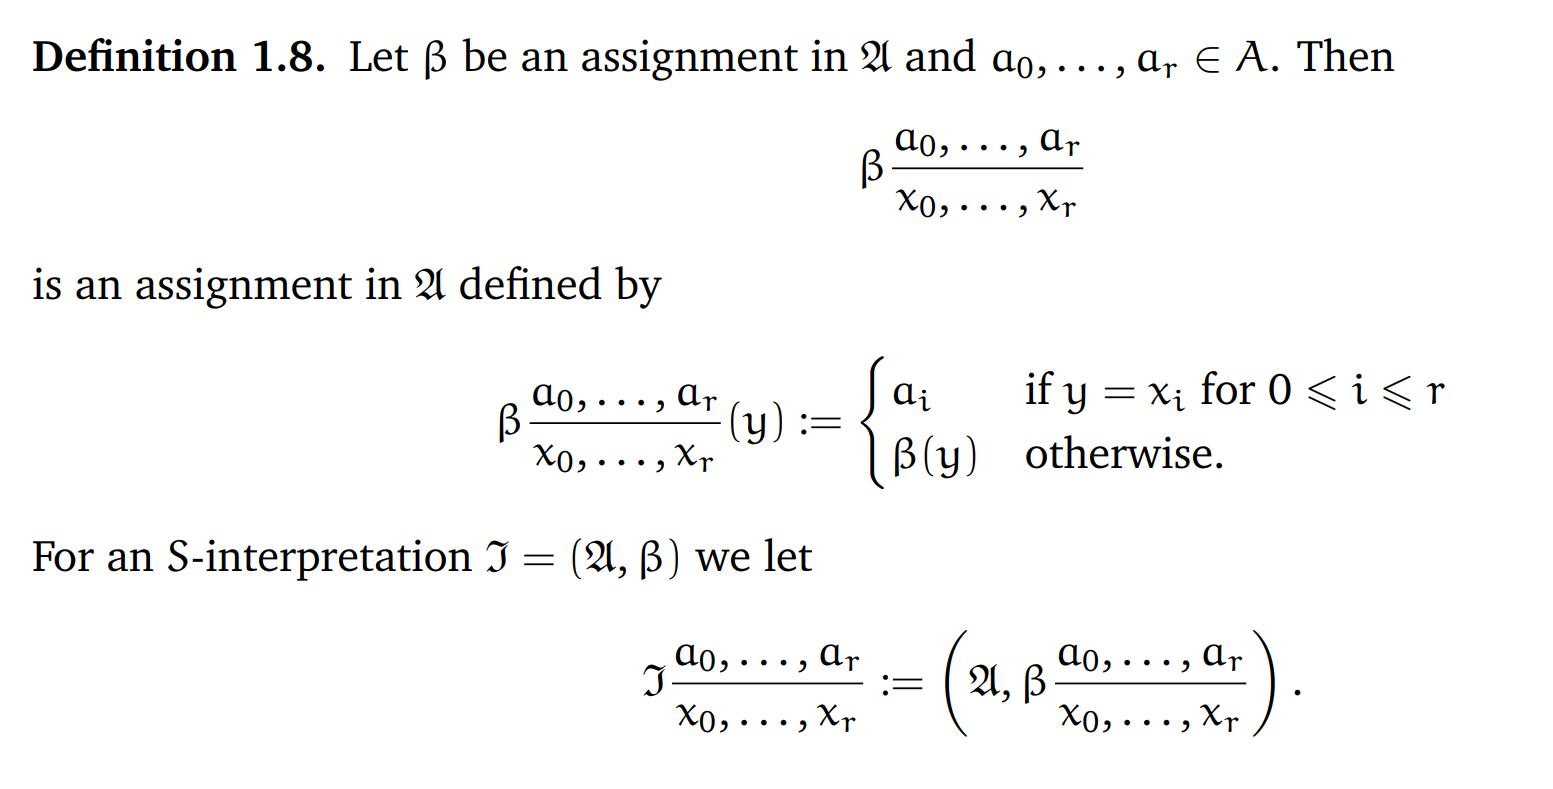 Definition 1.8. Let β be an assignment in 𝔄 and a₀, . . . , aᵣ ∈ A. Then
β a₀, . . . , aᵣ / x₀, . . . , xᵣ
is an assignment in 𝔄 defined by
β a₀, . . . , aᵣ / x₀, . . . , xᵣ (y) := { aᵢ if y = xᵢ for 0 ⩽ i ⩽ r
β(y) otherwise.
For an S-interpretation ℑ = (𝔄, β) we let
ℑ a₀, . . . , aᵣ / x₀, . . . , xᵣ := (𝔄, β a₀, . . . , aᵣ / x₀, . . . , xᵣ) .